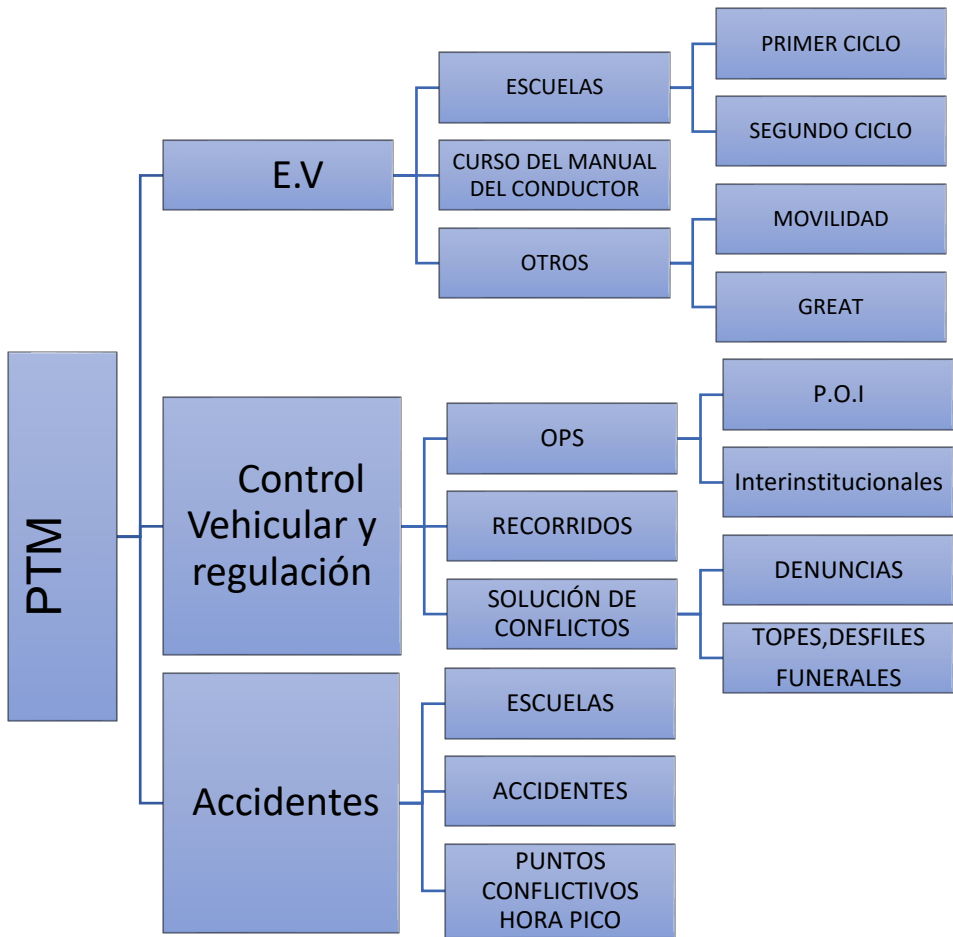 PTM
E.V
ESCUELAS
PRIMER CICLO
SEGUNDO CICLO
CURSO DEL MANUAL
DEL CONDUCTOR
OTROS
MOVILIDAD
GREAT
Control
Vehicular y
regulación
OPS
P.O.I
Interinstitucionales
RECORRIDOS
SOLUCIÓN DE
CONFLICTOS
DENUNCIAS
TOPES,DESFILES
FUNERALES
Accidentes
ESCUELAS
ACCIDENTES
PUNTOS
CONFLICTIVOS
HORA PICO